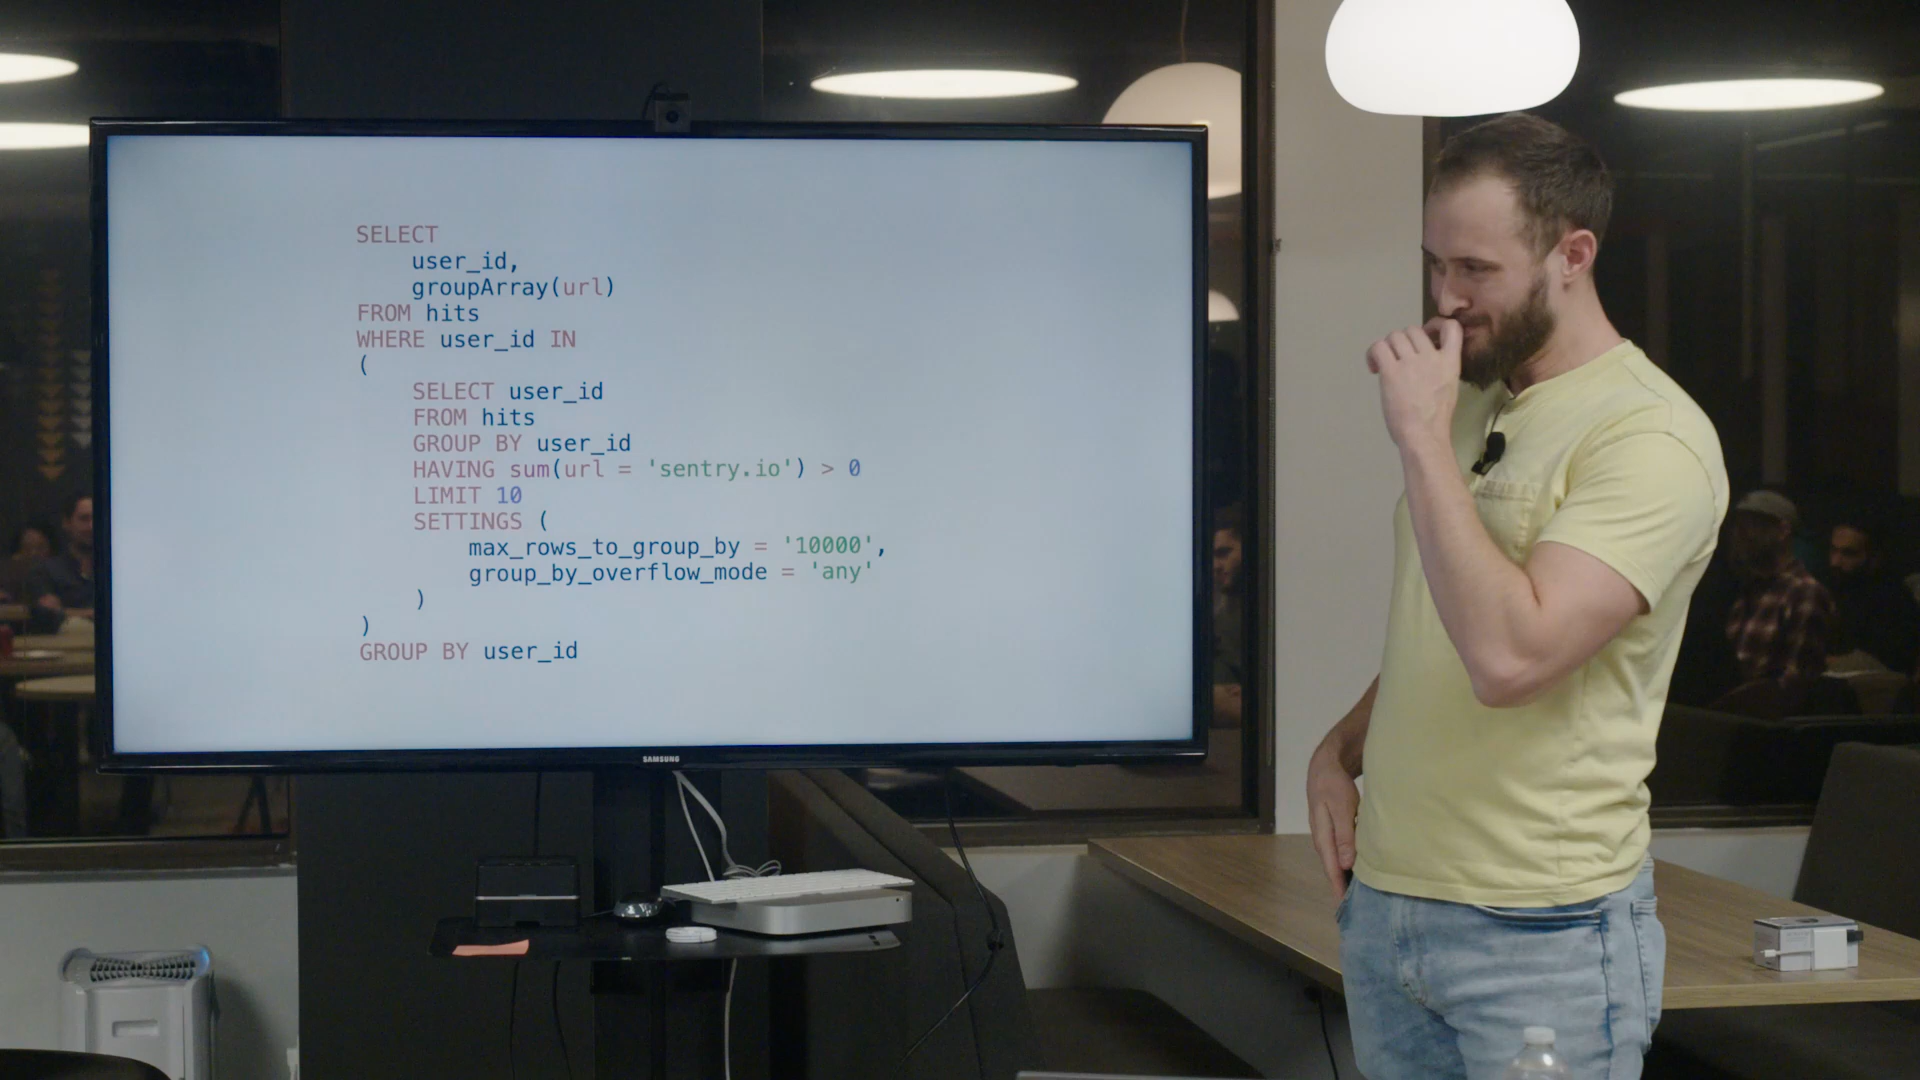 SELECT
user_id,
groupArray(url)
FROM hits
WHERE user_id IN
(
SELECT user_id
FROM hits
GROUP BY user_id
HAVING sum(url = 'sentry.io') > 0
LIMIT 10
SETTINGS (
max_rows_to_group_by = '10000',
group_by_overflow_mode = 'any'
)
)
GROUP BY user_id
SAMSUNG